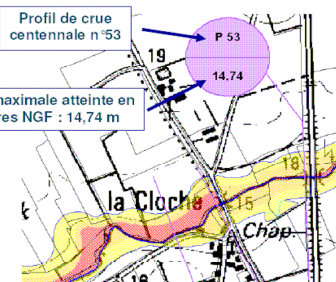 Profil de crue
centennale n°53
P 53
19
14,74
maximale atteinte en
res NGF : 14,74 m
18
la Cloche
15
Chap